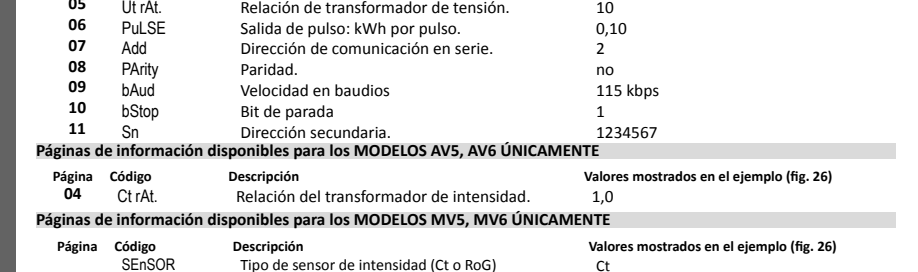 05 Ut rAt. Relación de transformador de tensión. 10
06 PuLSE Salida de pulso: kWh por pulso. 0,10
07 Add Dirección de comunicación en serie. 2
08 PArity Paridad. no
09 bAud Velocidad en baudios 115 kbps
10 bStop Bit de parada 1
11 Sn Dirección secundaria. 1234567
Páginas de información disponibles para los MODELOS AV5, AV6 ÚNICAMENTE
Página Código Descripción Valores mostrados en el ejemplo (fig. 26)
04 Ct rAt. Relación del transformador de intensidad. 1,0
Páginas de información disponibles para los MODELOS MV5, MV6 ÚNICAMENTE
Página Código Descripción Valores mostrados en el ejemplo (fig. 26)
SEnSOR Tipo de sensor de intensidad (Ct o RoG) Ct